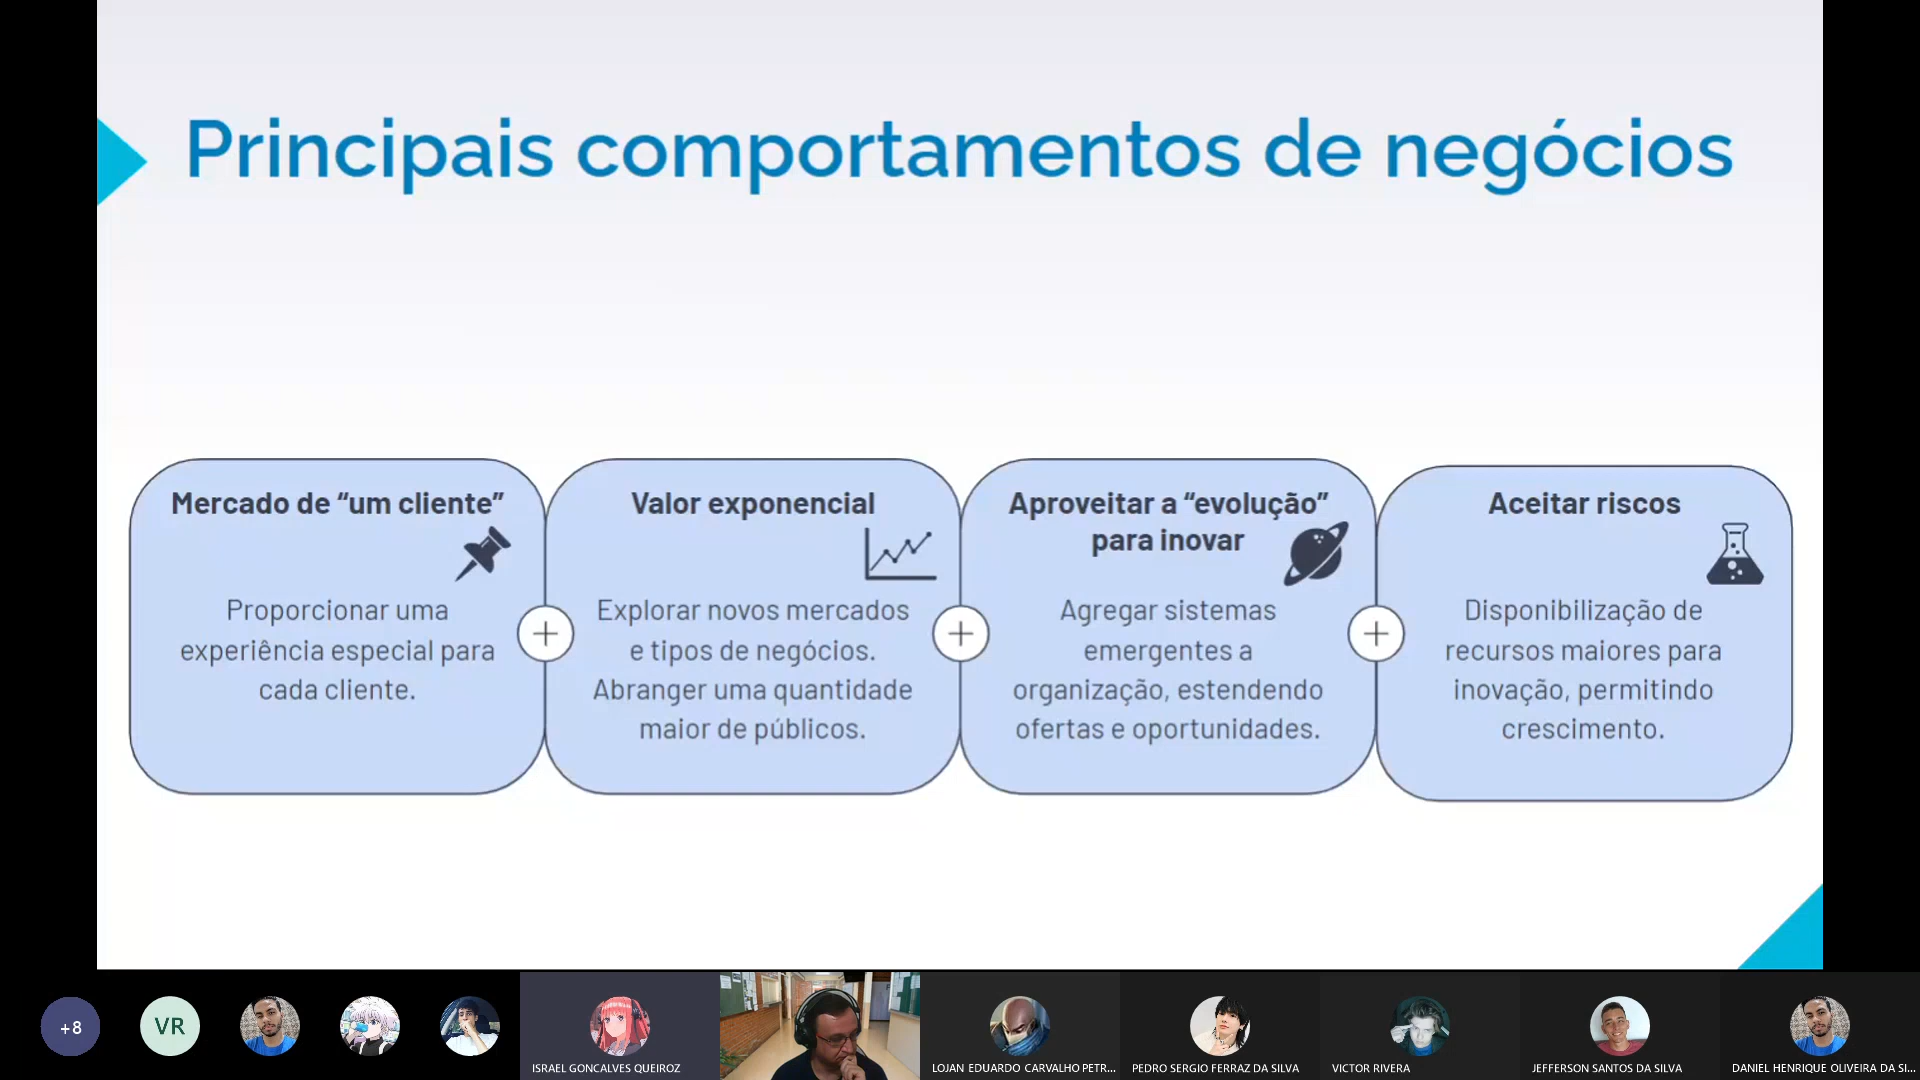 Principais comportamentos de negócios
Mercado de “um cliente”
Proporcionar uma
experiência especial para
cada cliente.
Valor exponencial
Explorar novos mercados
e tipos de negócios.
Abranger uma quantidade
maior de públicos.
Aproveitar a “evolução”
para inovar
Agregar sistemas
emergentes a
organização, estendendo
ofertas e oportunidades.
Aceitar riscos
Disponibilização de
recursos maiores para
inovação, permitindo
crescimento.
+8
VR
ISRAEL GONCALVES QUEIROZ
LOJAN EDUARDO CARVALHO PETR...
PEDRO SERGIO FERRAZ DA SILVA
VICTOR RIVERA
JEFFERSON SANTOS DA SILVA
DANIEL HENRIQUE OLIVEIRA DA SI...